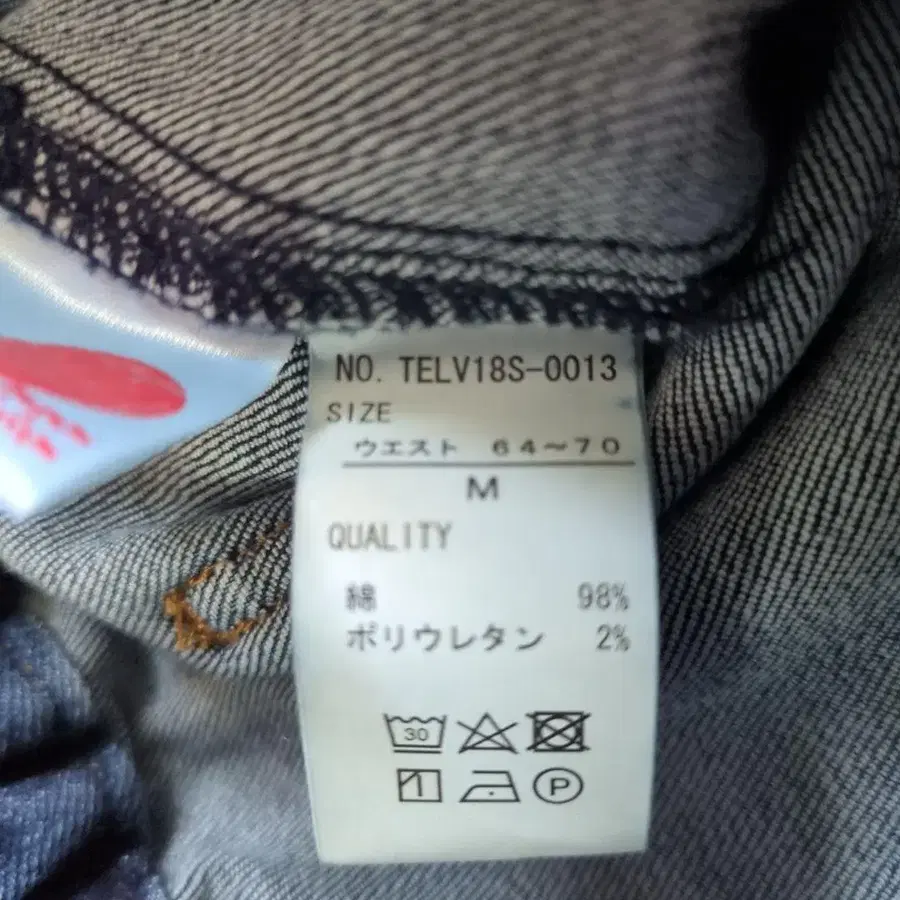 NO. TELV18S-0013
SIZE
ウエスト 64～70
M
QUALITY
綿 98%
ポリウレタン 2%
30
P